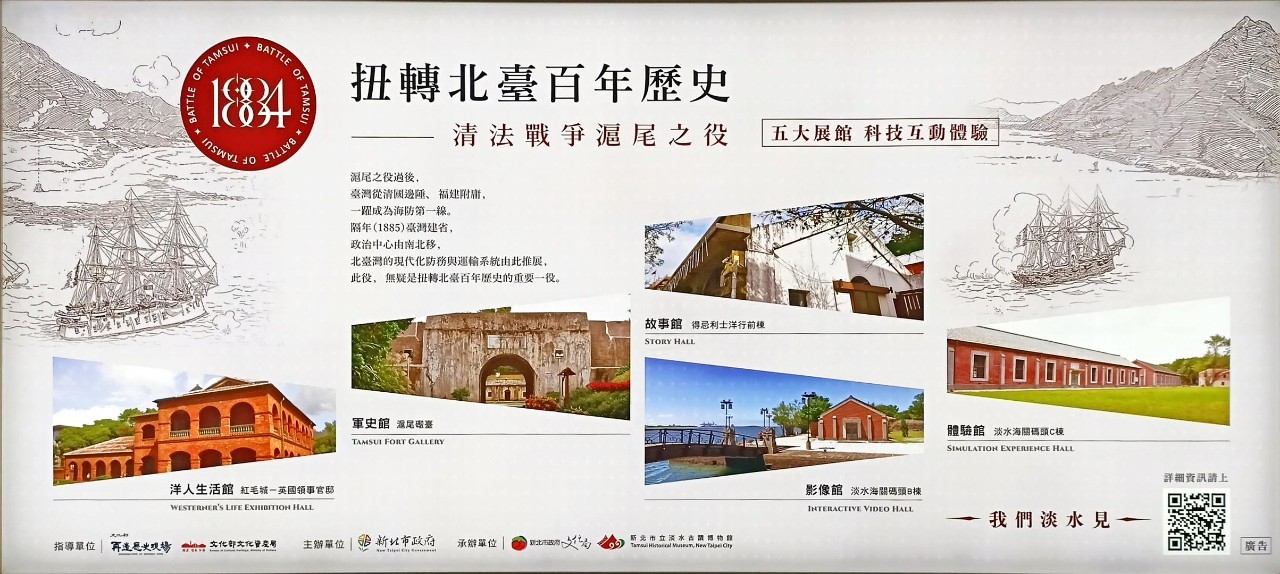 BATTLE OF TAMSUI ✦ BATTLE OF TAMSUI ✦ BATTLE OF TAMSUI ✦
1884
扭轉北臺百年歷史
清法戰爭滬尾之役
五大展館 科技互動體驗
滬尾之役過後，
臺灣從清國邊陲、福建附庸，
一躍成為海防第一線。
隔年(1885)臺灣建省，
政治中心由南北移，
北臺灣的現代化防務與運輸系統由此推展，
此役，無疑是扭轉北臺百年歷史的重要一役。
故事館 得忌利士洋行前棟
STORY HALL
軍史館 滬尾礮臺
TAMSUI FORT GALLERY
體驗館 淡水海關碼頭C棟
SIMULATION EXPERIENCE HALL
洋人生活館 紅毛城－英國領事官邸
WESTERNER'S LIFE EXHIBITION HALL
影像館 淡水海關碼頭B棟
INTERACTIVE VIDEO HALL
詳細資訊請上
我們淡水見
指導單位
文化部
再造歷史現場
文化部文化資產局
Bureau of Cultural Heritage, Ministry of Culture
主辦單位
新北市政府
New Taipei City Government
承辦單位
新北市政府文化局
新北市立淡水古蹟博物館
Tamsui Historical Museum, New Taipei City
廣告